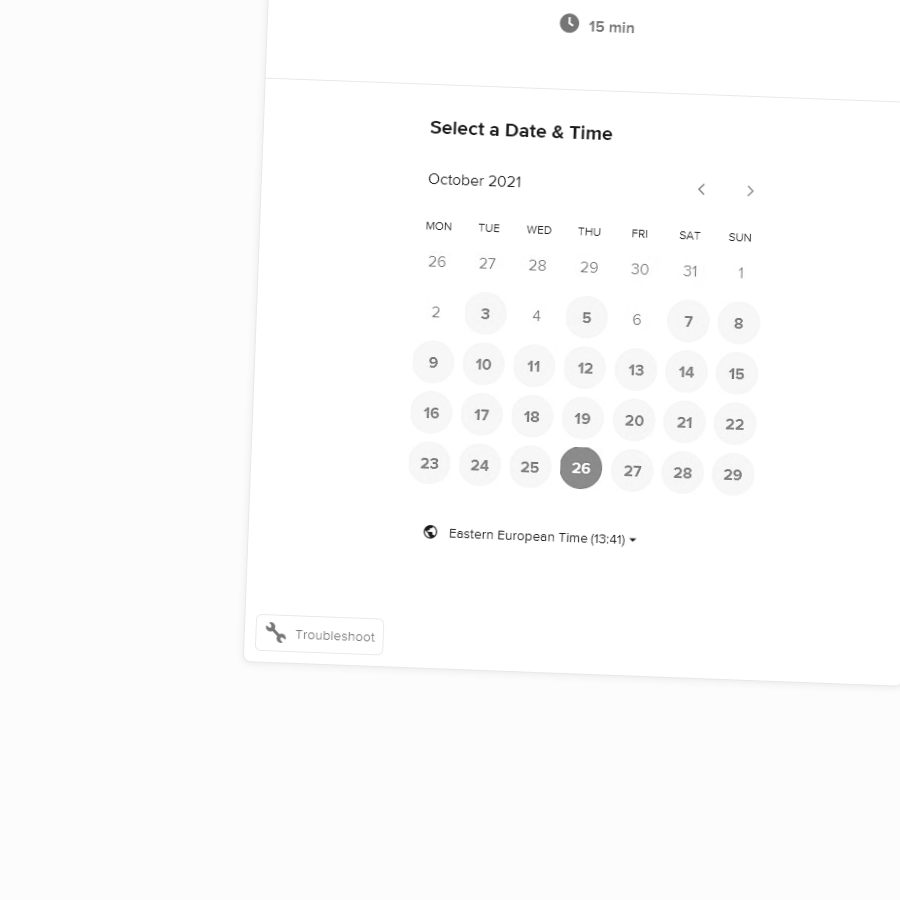 15 min
Select a Date & Time
October 2021
MON TUE WED THU FRI SAT SUN
26 27 28 29 30 31 1
2 3 4 5 6 7 8
9 10 11 12 13 14 15
16 17 18 19 20 21 22
23 24 25 26 27 28 29
Eastern European Time (13:41)
Troubleshoot